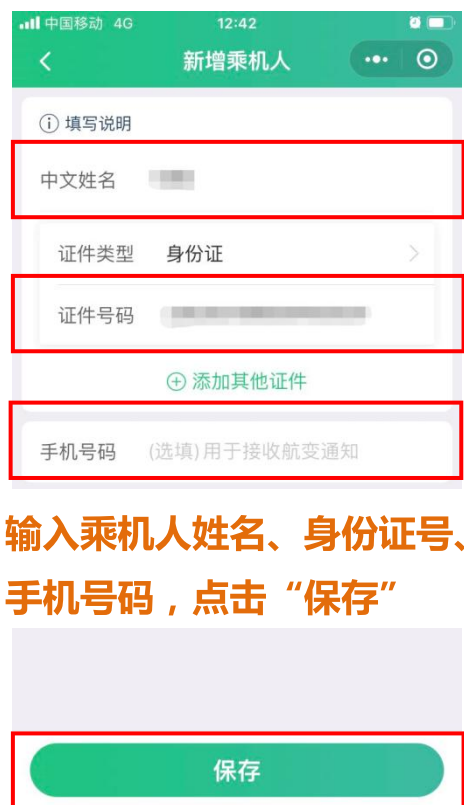 中国移动 4G 12:42
新增乘机人
填写说明
中文姓名
证件类型 身份证
证件号码
添加其他证件
手机号码 (选填)用于接收航变通知
输入乘机人姓名、身份证号、
手机号码，点击“保存”
保存